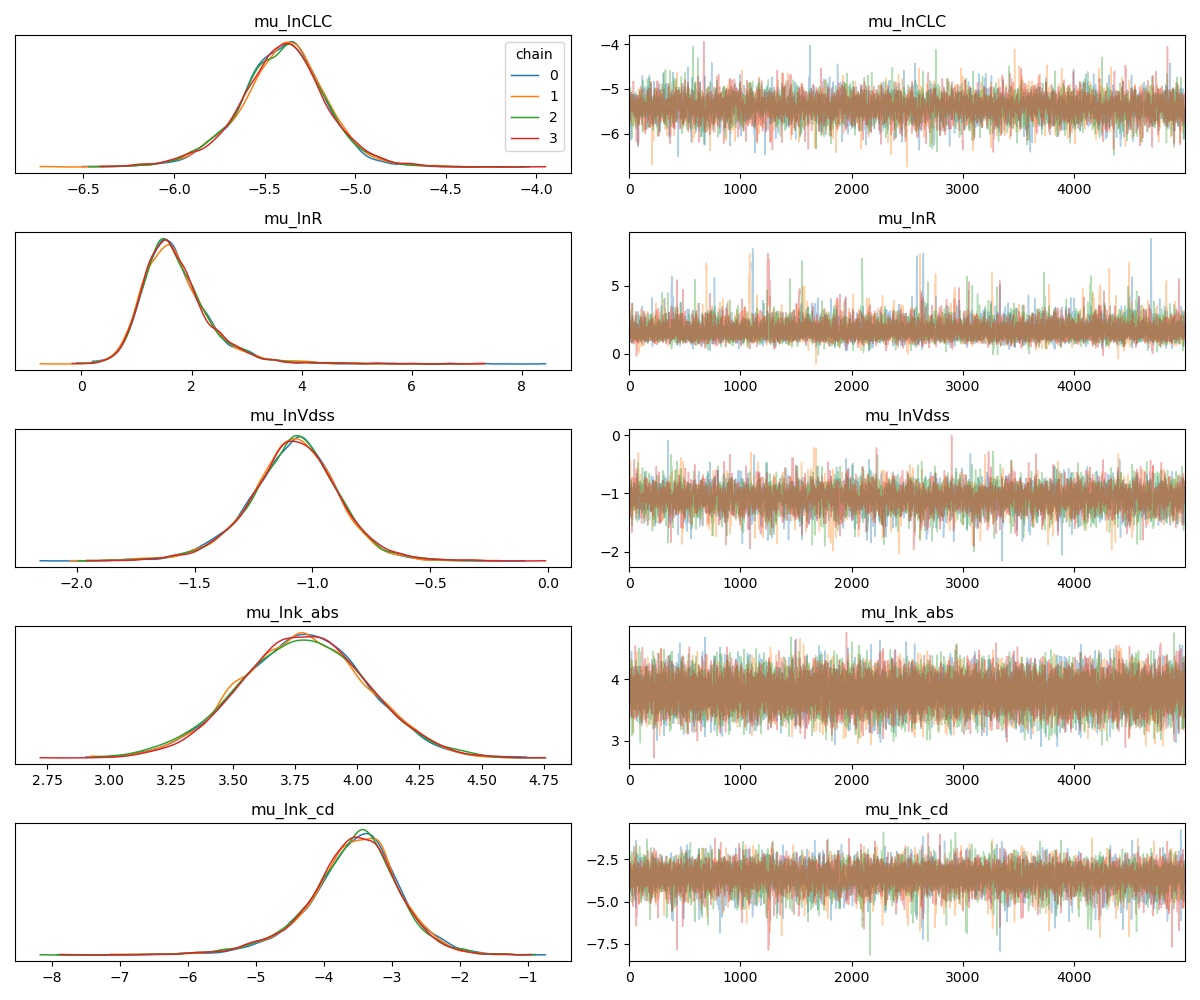 mu_lnCLC
chain
0
1
2
3
−6.5 −6.0 −5.5 −5.0 −4.5 −4.0
mu_lnCLC
−4
−5
−6
0 1000 2000 3000 4000
mu_lnR
0 2 4 6 8
mu_lnR
5
0
0 1000 2000 3000 4000
mu_lnVdss
−2.0 −1.5 −1.0 −0.5 0.0
mu_lnVdss
0
−1
−2
0 1000 2000 3000 4000
mu_lnk_abs
2.75 3.00 3.25 3.50 3.75 4.00 4.25 4.50 4.75
mu_lnk_abs
4
3
0 1000 2000 3000 4000
mu_lnk_cd
−8 −7 −6 −5 −4 −3 −2 −1
mu_lnk_cd
−2.5
−5.0
−7.5
0 1000 2000 3000 4000